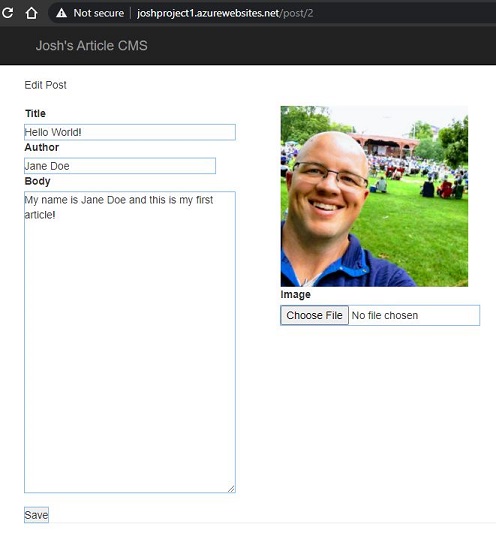 Not secure | joshproject1.azurewebsites.net/post/2
Josh's Article CMS
Edit Post
Title
Hello World!
Author
Jane Doe
Body
My name is Jane Doe and this is my first
article!
Image
Choose File No file chosen
Save